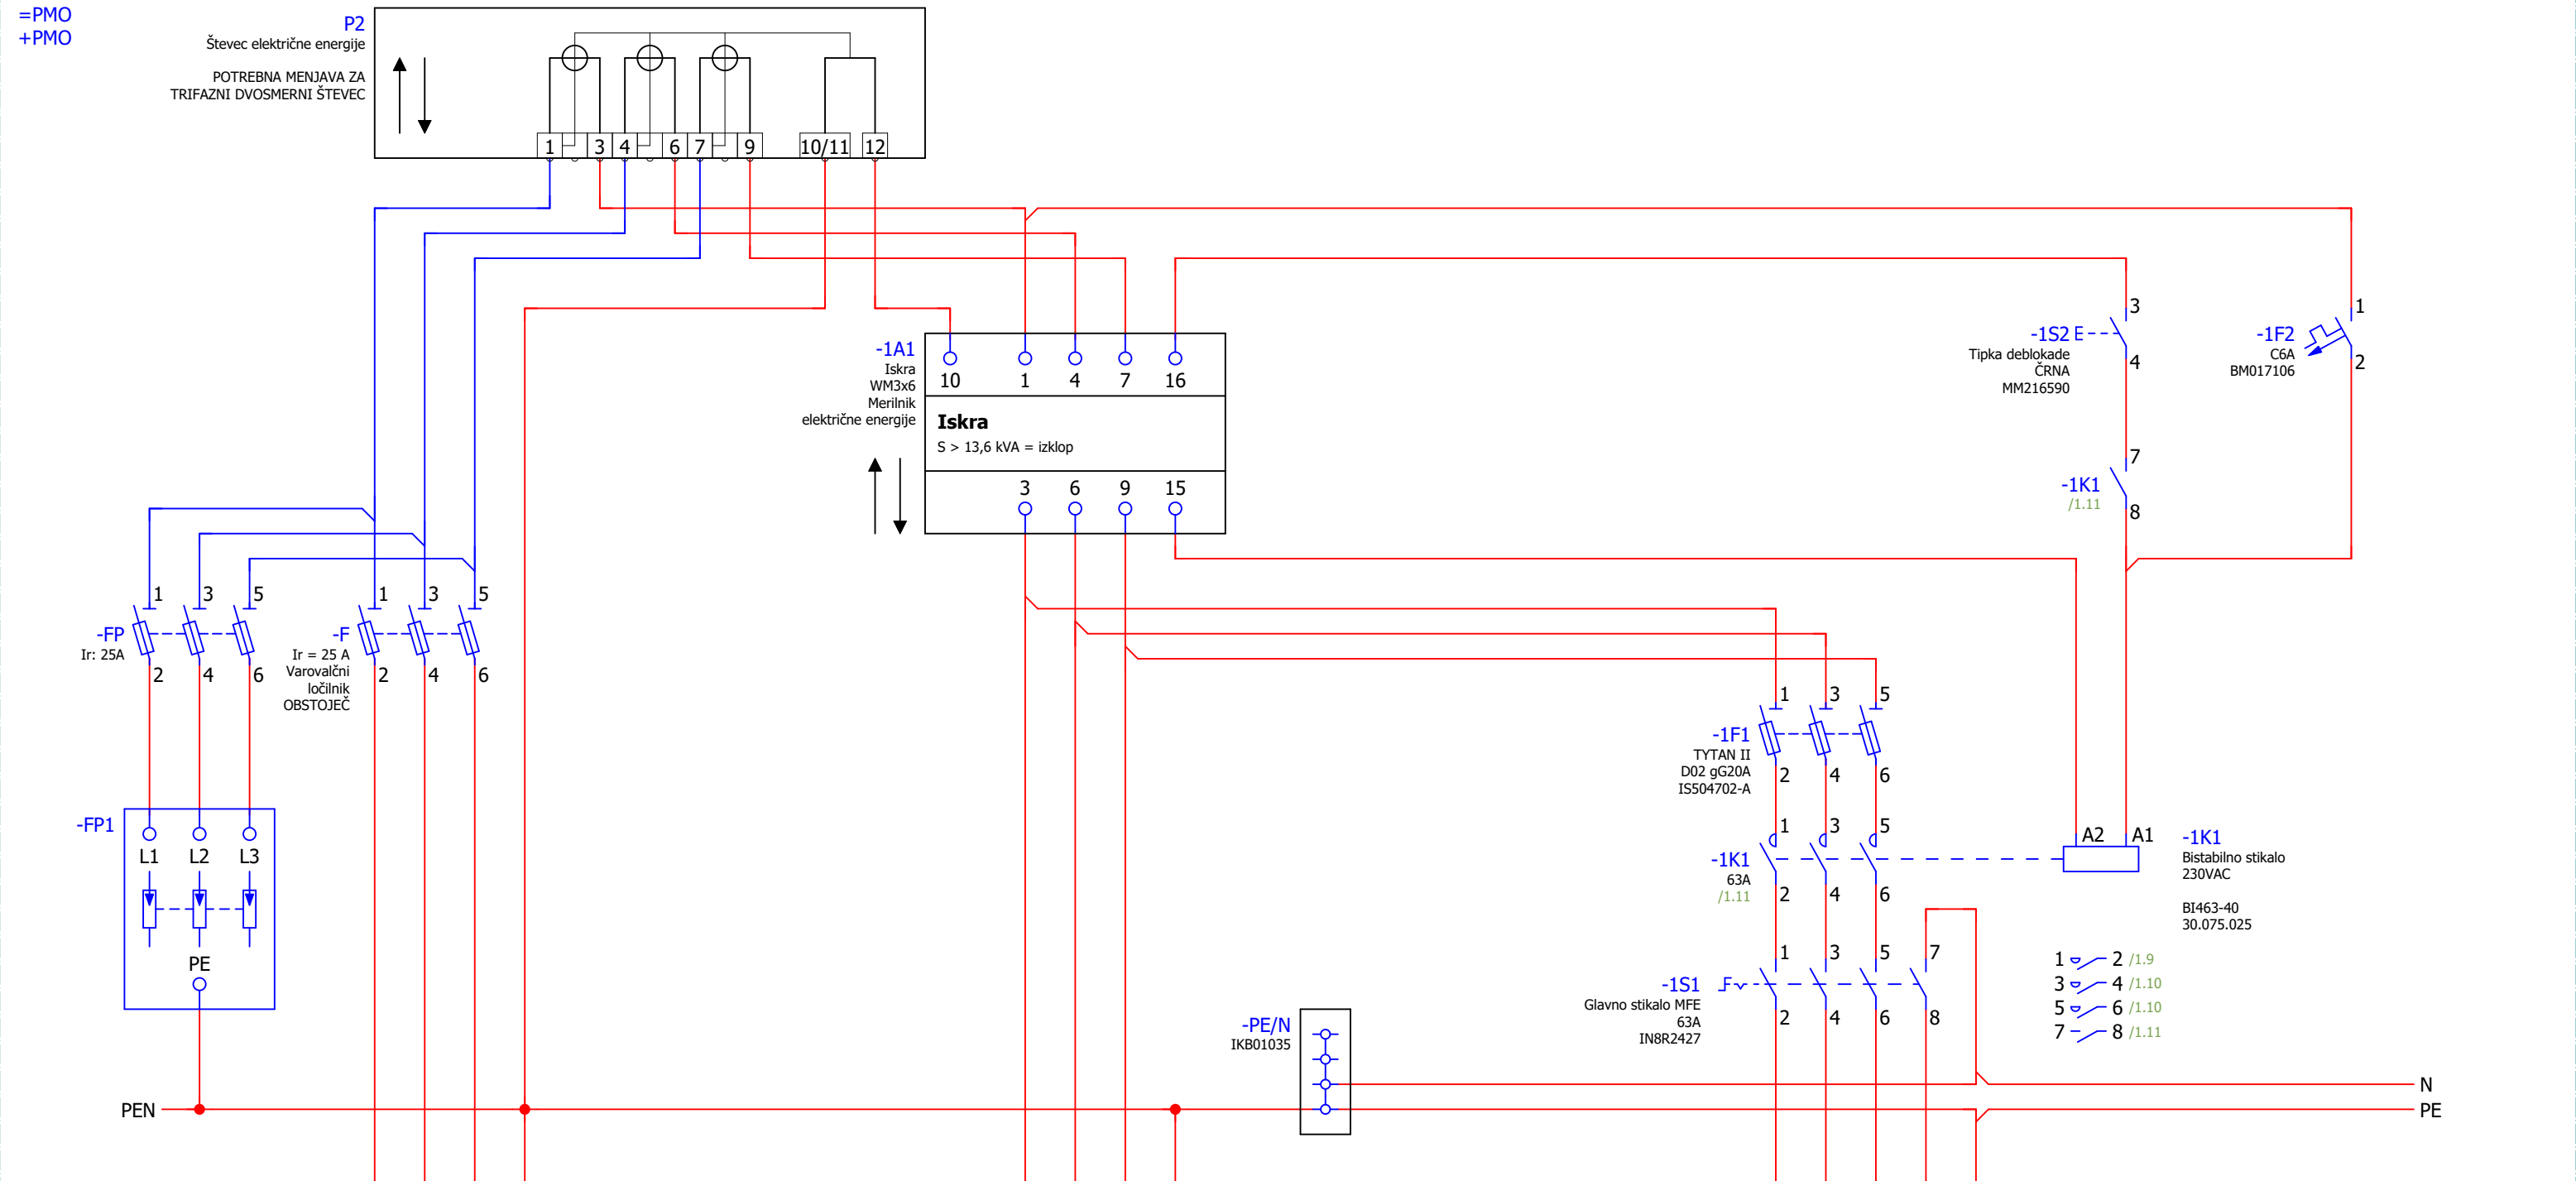 =PMO
+PMO
P2
Števec električne energije
POTREBNA MENJAVA ZA
TRIFAZNI DVOSMERNI ŠTEVEC
1 3 4 6 7 9 10/11 12
-1A1
Iskra
WM3x6
Merilnik
električne energije
10 1 4 7 16
Iskra
S > 13,6 kVA = izklop
3 6 9 15
-1S2
Tipka deblokade
ČRNA
MM216590
3
4
-1F2
C6A
BM017106
1
2
-1K1
/1.11
7
8
-FP
Ir: 25A
1 3 5
2 4 6
-F
Ir = 25 A
Varovalčni
ločilnik
OBSTOJEČ
1 3 5
2 4 6
-1F1
TYTAN II
D02 gG20A
IS504702-A
1 3 5
2 4 6
-FP1
L1 L2 L3
PE
-1K1
63A
/1.11
1 3 5
2 4 6
A2 A1
-1K1
Bistabilno stikalo
230VAC
BI463-40
30.075.025
1 2 /1.9
3 4 /1.10
5 6 /1.10
7 8 /1.11
-1S1
Glavno stikalo MFE
63A
IN8R2427
1 3 5 7
2 4 6 8
-PE/N
IKB01035
N
PEN
PE